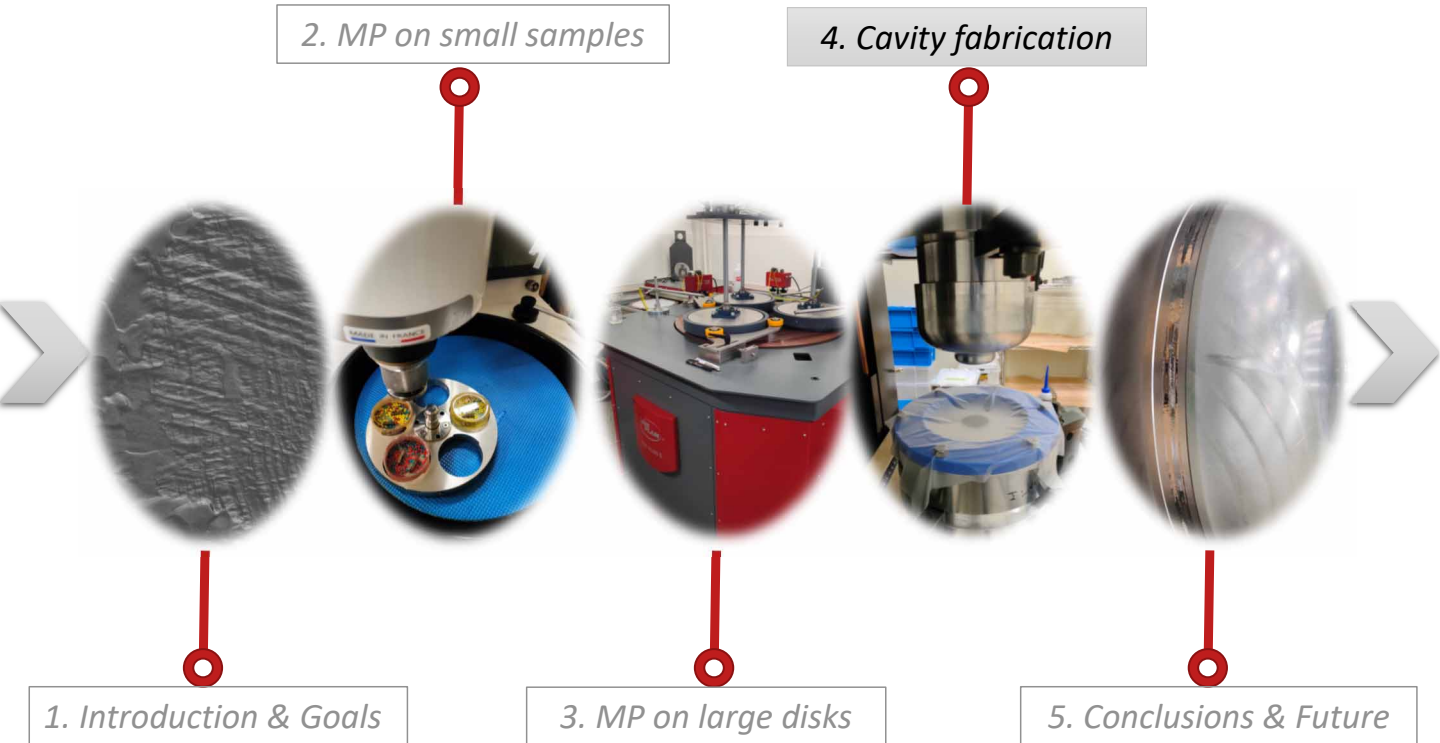 2. MP on small samples
4. Cavity fabrication
MADE IN FRANCE
1. Introduction & Goals
3. MP on large disks
5. Conclusions & Future